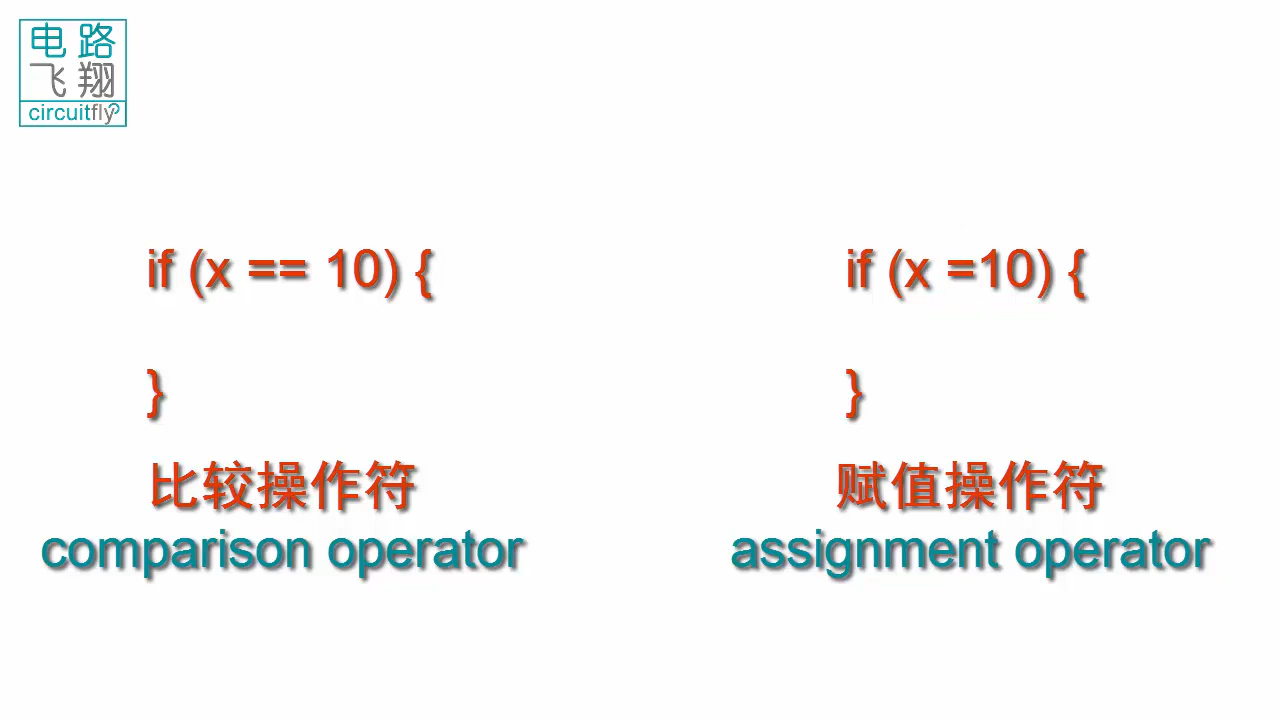 电路
飞翔
circuitfly
if (x == 10) {
}
比较操作符
comparison operator
if (x =10) {
}
赋值操作符
assignment operator